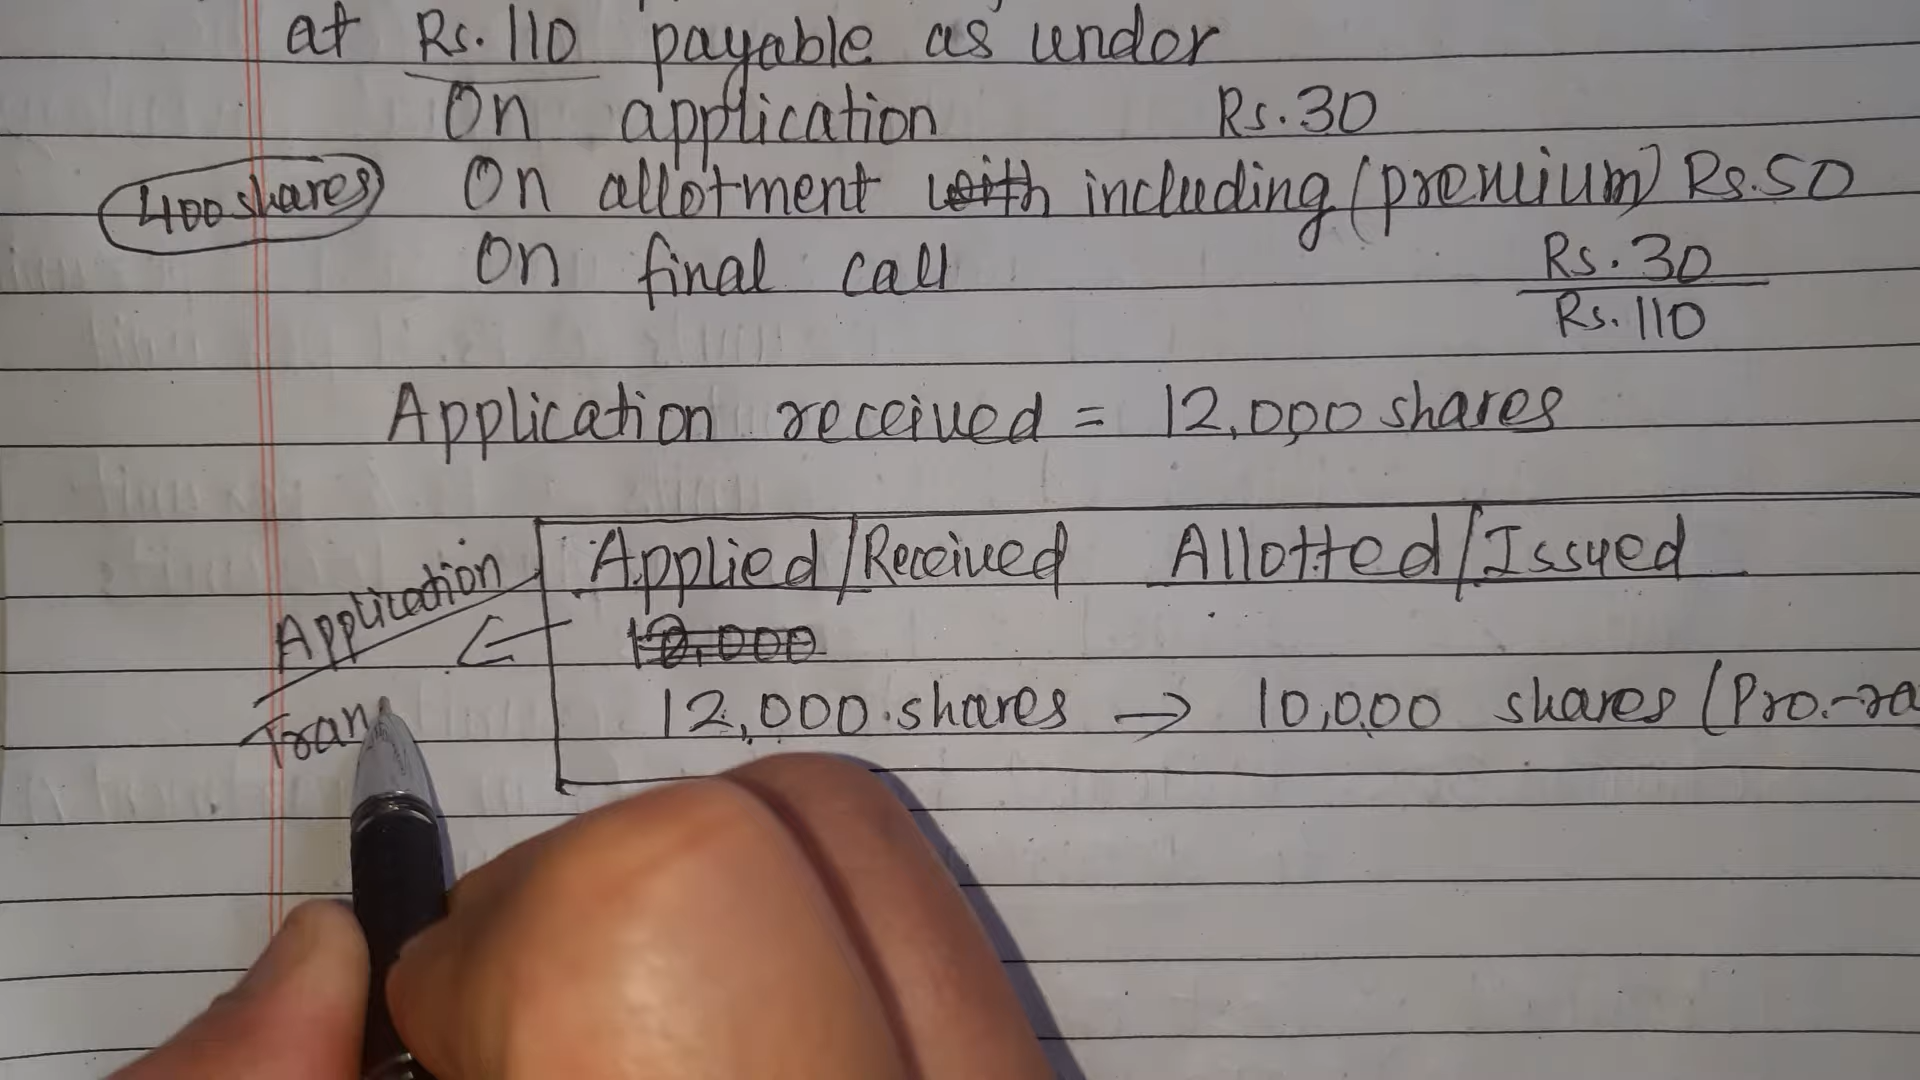 at Rs. 110 payable as under
On application Rs. 30
400 shares On allotment with including (premium) Rs. 50
On final call Rs. 30
Rs. 110
Application received = 12,000 shares
Applied/Received Allotted/Issued
Application
12,000 shares → 10,000 shares (Pro-ra
Tran